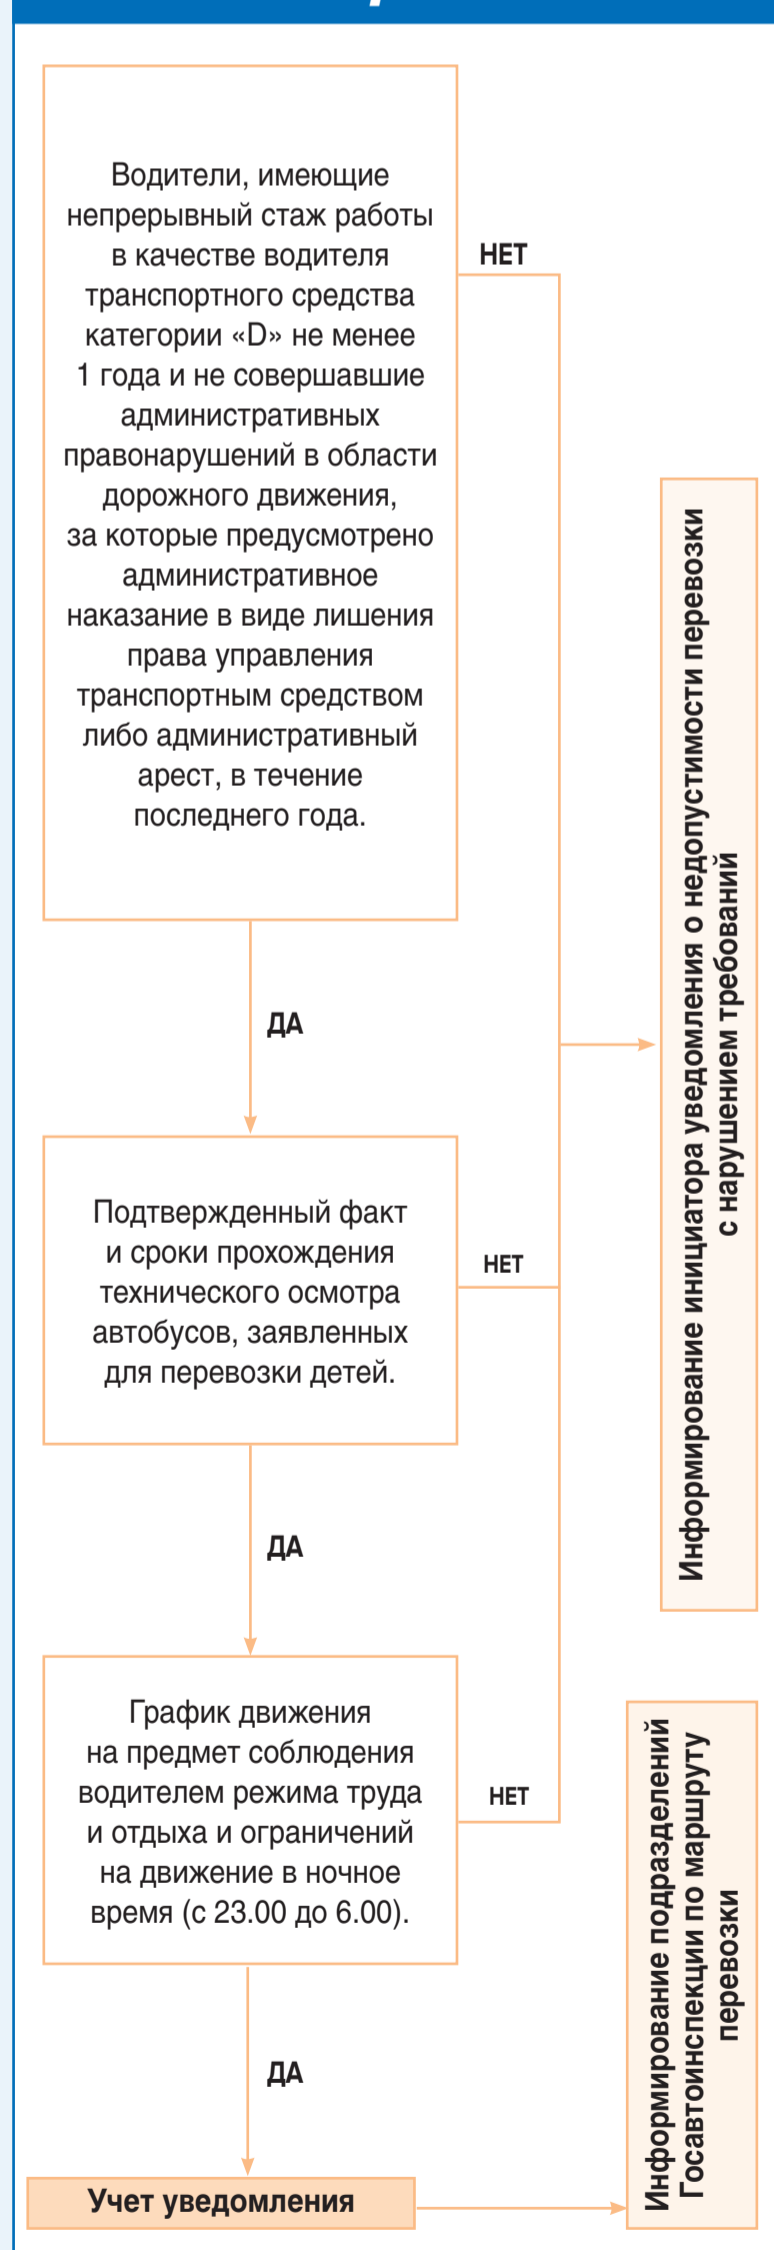 Водители, имеющие
непрерывный стаж работы
в качестве водителя
транспортного средства
категории «D» не менее
1 года и не совершавшие
административных
правонарушений в области
дорожного движения,
за которые предусмотрено
административное
наказание в виде лишения
права управления
транспортным средством
либо административный
арест, в течение
последнего года.
НЕТ
ДА
Подтвержденный факт
и сроки прохождения
технического осмотра
автобусов, заявленных
для перевозки детей.
НЕТ
Информирование инициатора уведомления о недопустимости перевозки
с нарушением требований
ДА
График движения
на предмет соблюдения
водителем режима труда
и отдыха и ограничений
на движение в ночное
время (с 23.00 до 6.00).
НЕТ
ДА
Учет уведомления
Информирование подразделений
Госавтоинспекции по маршруту
перевозки